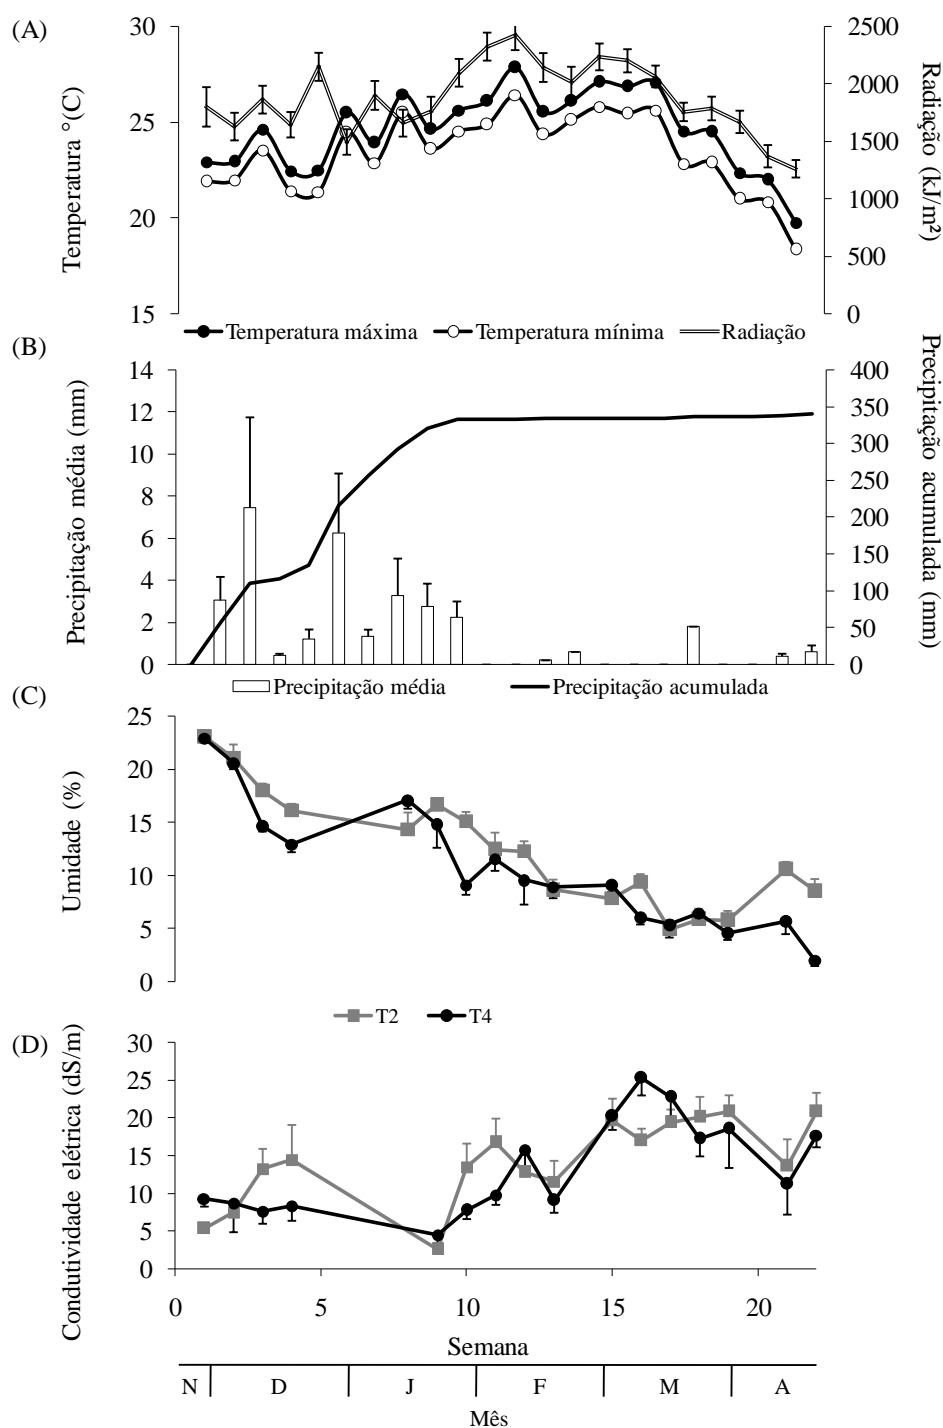 (A)
Temperatura °(C)
30
25
20
15
2500
2000
1500
1000
500
0
Radiação (kJ/m²)
Temperatura máxima
Temperatura mínima
Radiação
(B)
Precipitação média (mm)
14
12
10
8
6
4
2
0
400
350
300
250
200
150
100
50
0
Precipitação acumulada (mm)
Precipitação média
Precipitação acumulada
(C)
Umidade (%)
25
20
15
10
5
0
T2
T4
(D)
Condutividade elétrica (dS/m)
30
25
20
15
10
5
0
0 5 10 15 20
Semana
N D J F M A
Mês